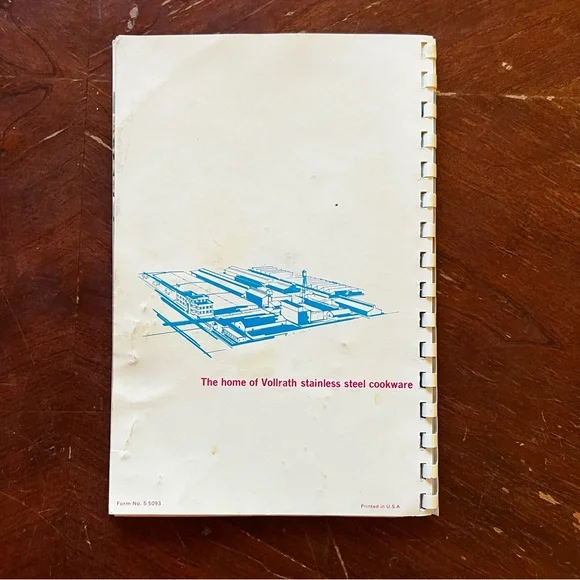 The home of Vollrath stainless steel cookware
Form No. S 5093
Printed in U.S.A